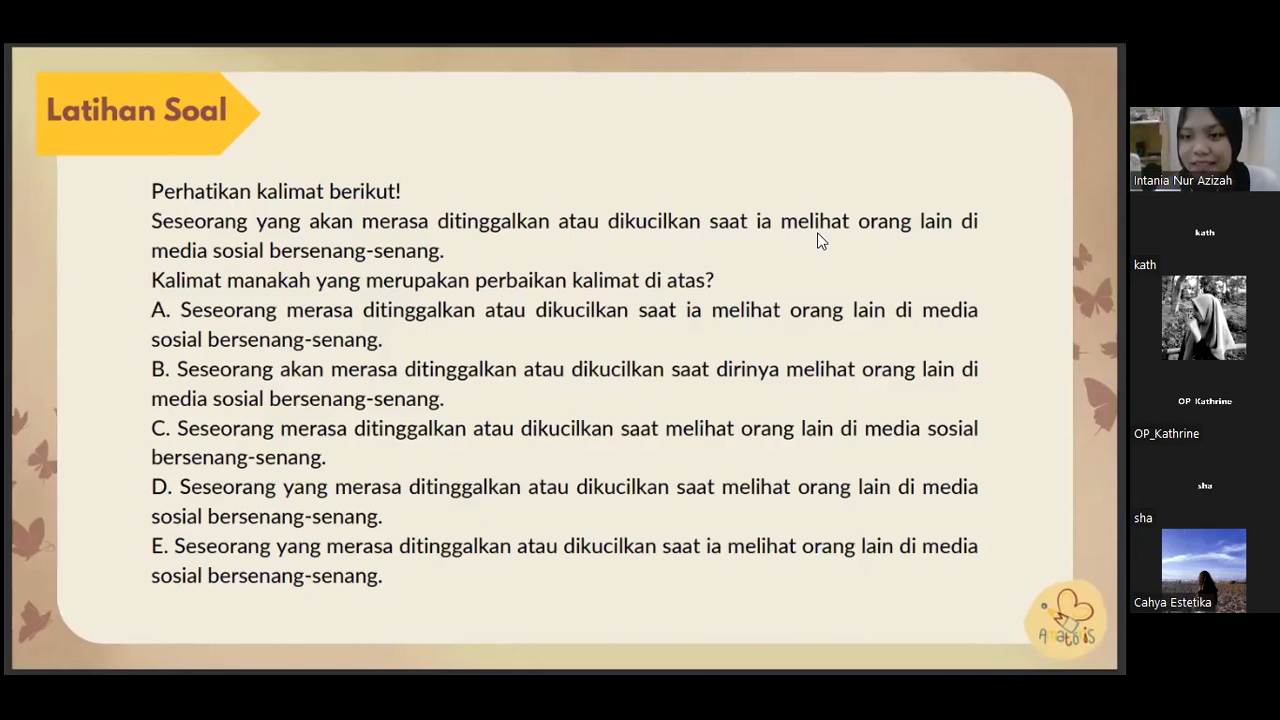 Latihan Soal
Perhatikan kalimat berikut!
Seseorang yang akan merasa ditinggalkan atau dikucilkan saat ia melihat orang lain di
media sosial bersenang-senang.
Kalimat manakah yang merupakan perbaikan kalimat di atas?
A. Seseorang merasa ditinggalkan atau dikucilkan saat ia melihat orang lain di media
sosial bersenang-senang.
B. Seseorang akan merasa ditinggalkan atau dikucilkan saat dirinya melihat orang lain di
media sosial bersenang-senang.
C. Seseorang merasa ditinggalkan atau dikucilkan saat melihat orang lain di media sosial
bersenang-senang.
D. Seseorang yang merasa ditinggalkan atau dikucilkan saat melihat orang lain di media
sosial bersenang-senang.
E. Seseorang yang merasa ditinggalkan atau dikucilkan saat ia melihat orang lain di media
sosial bersenang-senang.
Intania Nur Azizah
kath
kath
OP_Kathrine
OP_Kathrine
sha
sha
Cahya Estetika